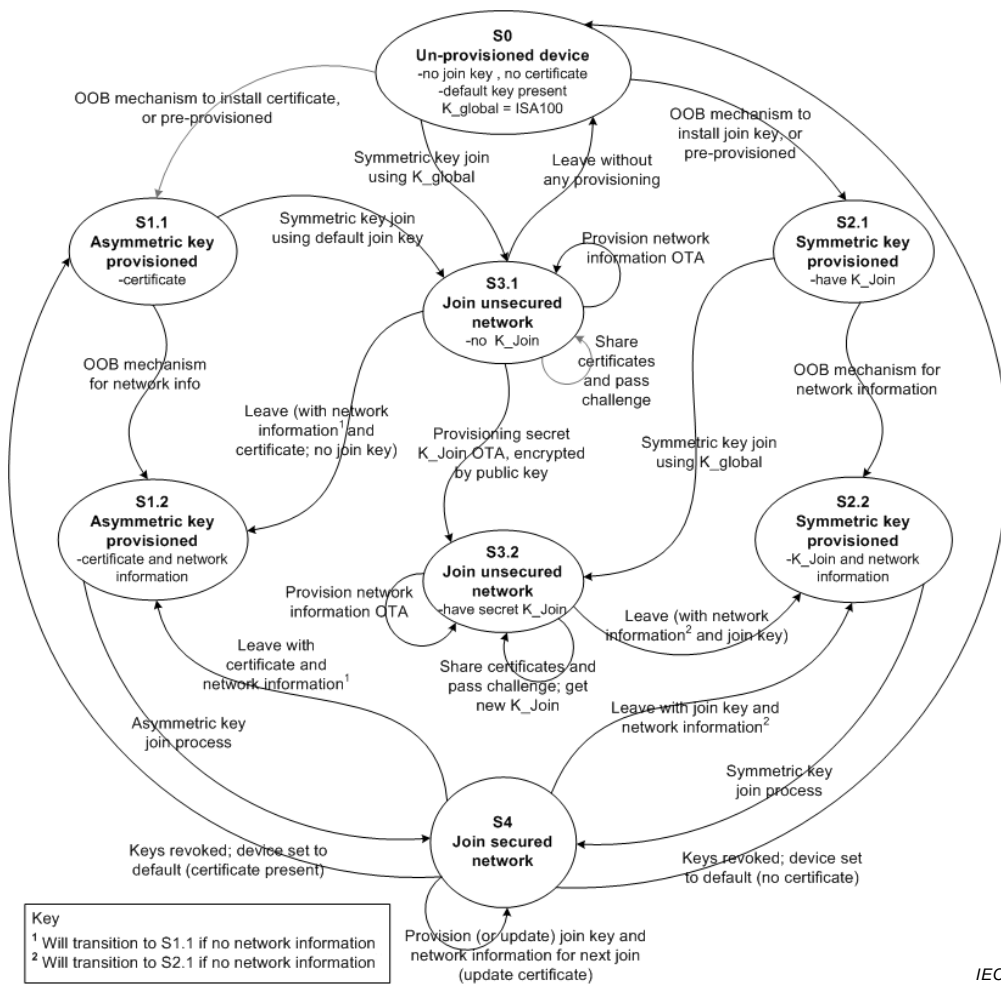 S0
Un-provisioned device
-no join key , no certificate
-default key present
K_global = ISA100
OOB mechanism to install certificate,
or pre-provisioned
OOB mechanism to
install join key, or
pre-provisioned
Symmetric key join
using K_global
Leave without
any provisioning
S1.1
Asymmetric key
provisioned
-certificate
Symmetric key join
using default join key
Provision network
information OTA
S2.1
Symmetric key
provisioned
-have K_Join
S3.1
Join unsecured
network
-no K_Join
Share
certificates
and pass
challenge
OOB mechanism
for network info
OOB mechanism for
network information
Leave (with network
information1 and
certificate; no join key)
Provisioning secret
K_Join OTA, encrypted
by public key
Symmetric key join
using K_global
S1.2
Asymmetric key
provisioned
-certificate and network
information
S2.2
Symmetric key
provisioned
-K_Join and network
information
S3.2
Join unsecured
network
-have secret K_Join
Provision network
information OTA
Leave (with network
information2 and join key)
Leave with
certificate and
network information1
Share certificates and
pass challenge; get
new K_Join
Leave with join key and
network information2
Asymmetric key
join process
Symmetric key
join process
S4
Join secured
network
Keys revoked; device set to
default (certificate present)
Keys revoked; device set
to default (no certificate)
Provision (or update) join key and
network information for next join
(update certificate)
Key
1 Will transition to S1.1 if no network information
2 Will transition to S2.1 if no network information
IEC